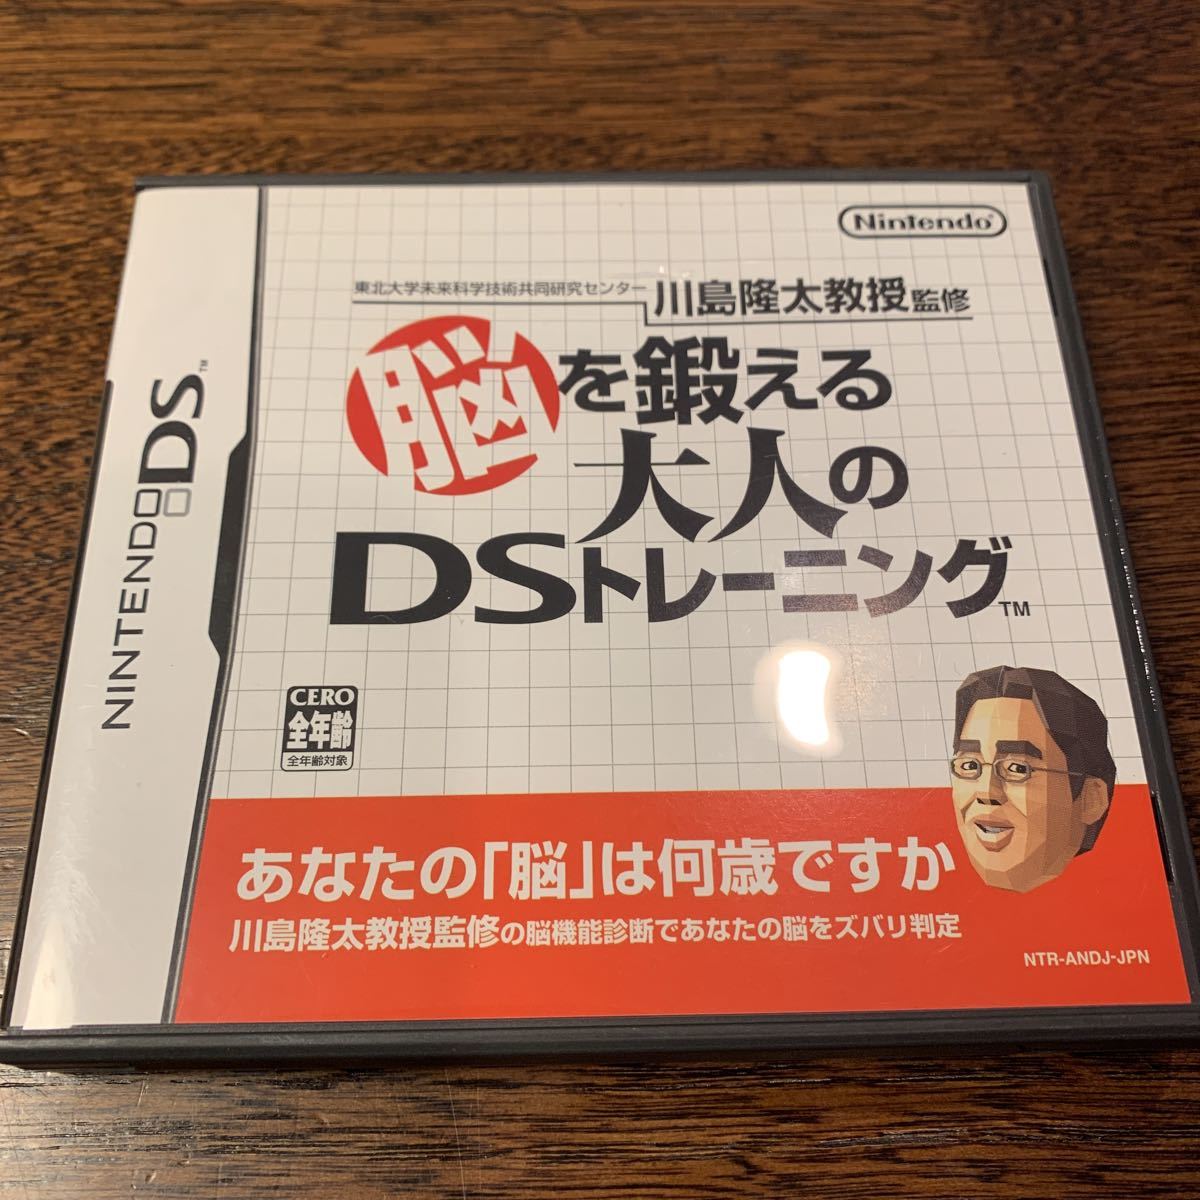 Nintendo®
東北大学未来科学技術共同研究センター 川島隆太教授監修
脳を鍛える
大人の
DSトレーニング™
NINTENDO DS™
CERO
全年齢
全年齢対象
あなたの「脳」は何歳ですか
川島隆太教授監修の脳機能診断であなたの脳をズバリ判定
NTR-ANDJ-JPN